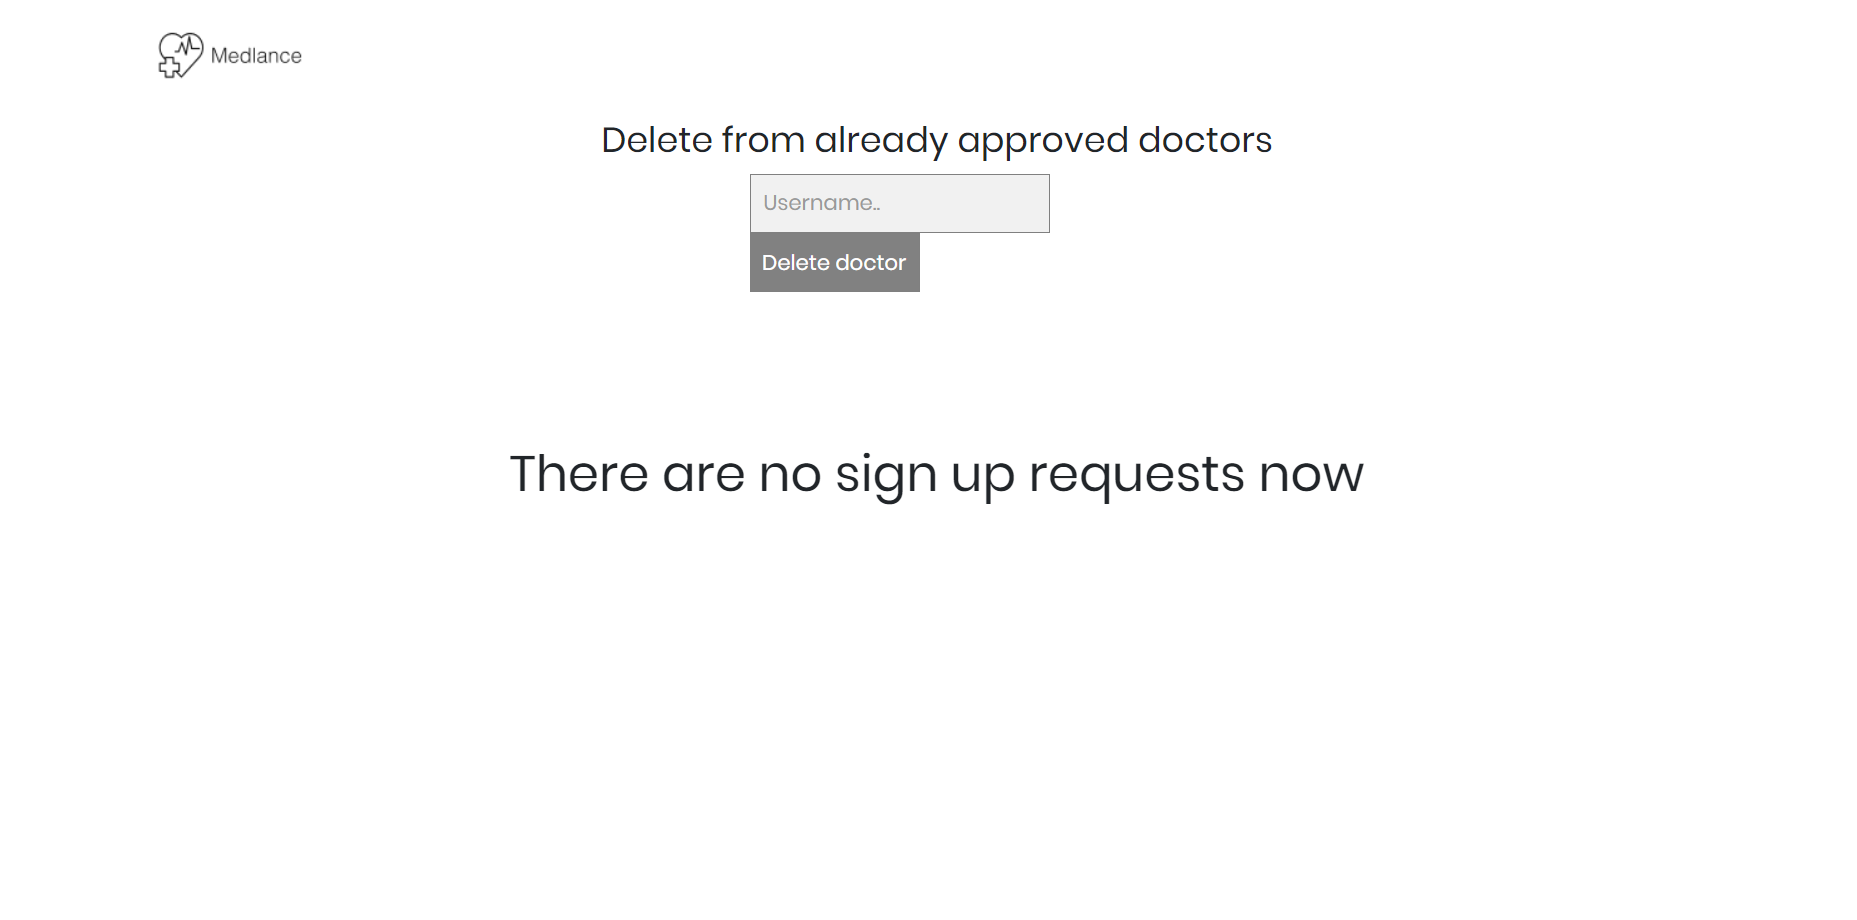 Medlance
Delete from already approved doctors
Username..
Delete doctor
There are no sign up requests now